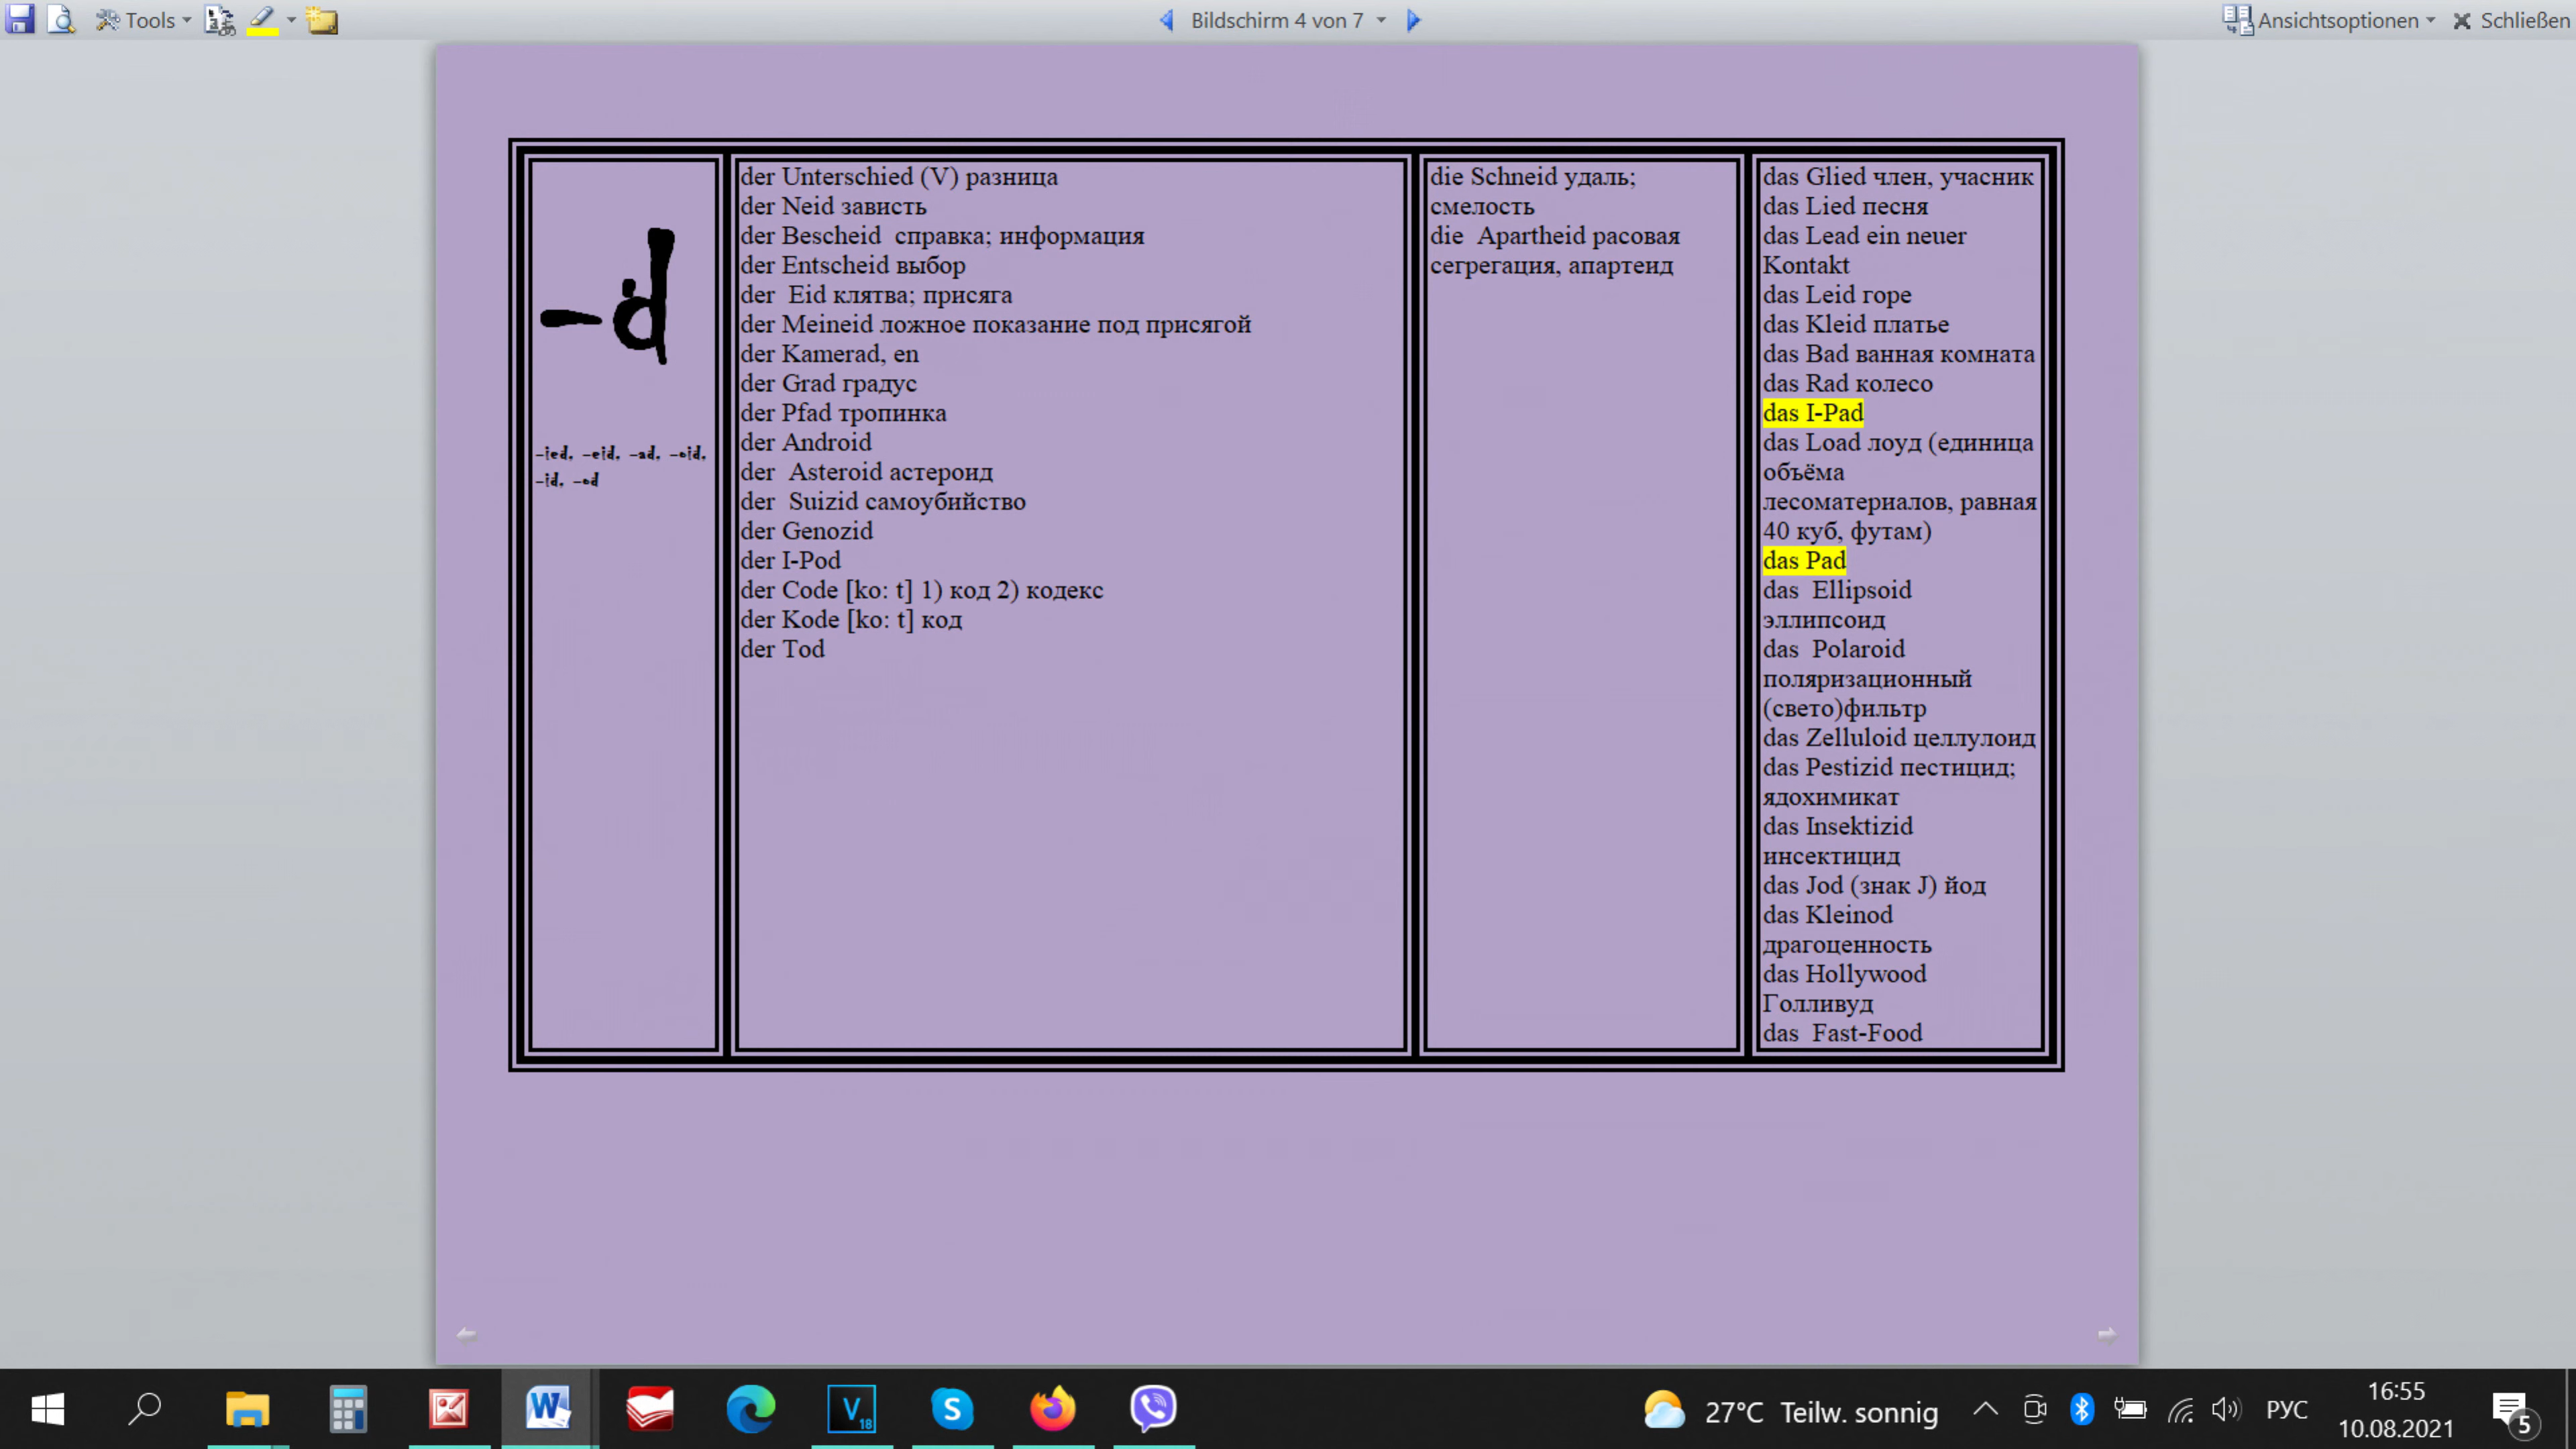 Tools
Bildschirm 4 von 7
Ansichtsoptionen
Schließen
-d
-ied, -eid, -ad, -oid,
-id, -od
der Unterschied (V) разница
der Neid зависть
der Bescheid справка; информация
der Entscheid выбор
der Eid клятва; присяга
der Meineid ложное показание под присягой
der Kamerad, en
der Grad градус
der Pfad тропинка
der Android
der Asteroid астероид
der Suizid самоубийство
der Genozid
der I-Pod
der Code [ko: t] 1) код 2) кодекс
der Kode [ko: t] код
der Tod
die Schneid удаль;
смелость
die Apartheid расовая
сегрегация, апартеид
das Glied член, учасник
das Lied песня
das Lead ein neuer
Kontakt
das Leid горе
das Kleid платье
das Bad ванная комната
das Rad колесо
das I-Pad
das Load лоуд (единица
объёма
лесоматериалов, равная
40 куб, футам)
das Pad
das Ellipsoid
эллипсоид
das Polaroid
поляризационный
(свето)фильтр
das Zelluloid целлулоид
das Pestizid пестицид;
ядохимикат
das Insektizid
инсектицид
das Jod (знак J) йод
das Kleinod
драгоценность
das Hollywood
Голливуд
das Fast-Food
W
V
18
S
27°C Teilw. sonnig
РУС
16:55
10.08.2021
5